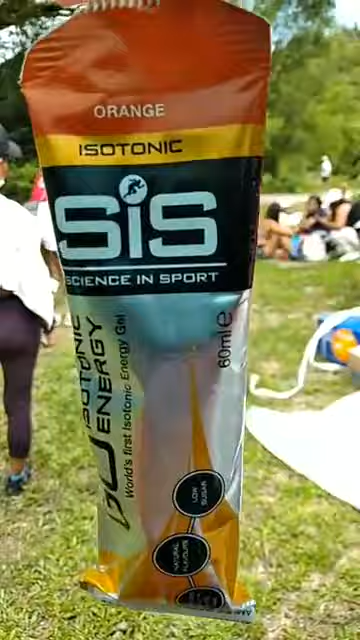 ORANGE
ISOTONIC
SiS
SCIENCE IN SPORT
GO ISOTONIC
ENERGY
World's first Isotonic Energy Gel
60ml e
LOW
SUGAR
NATURAL
FLAVOURS